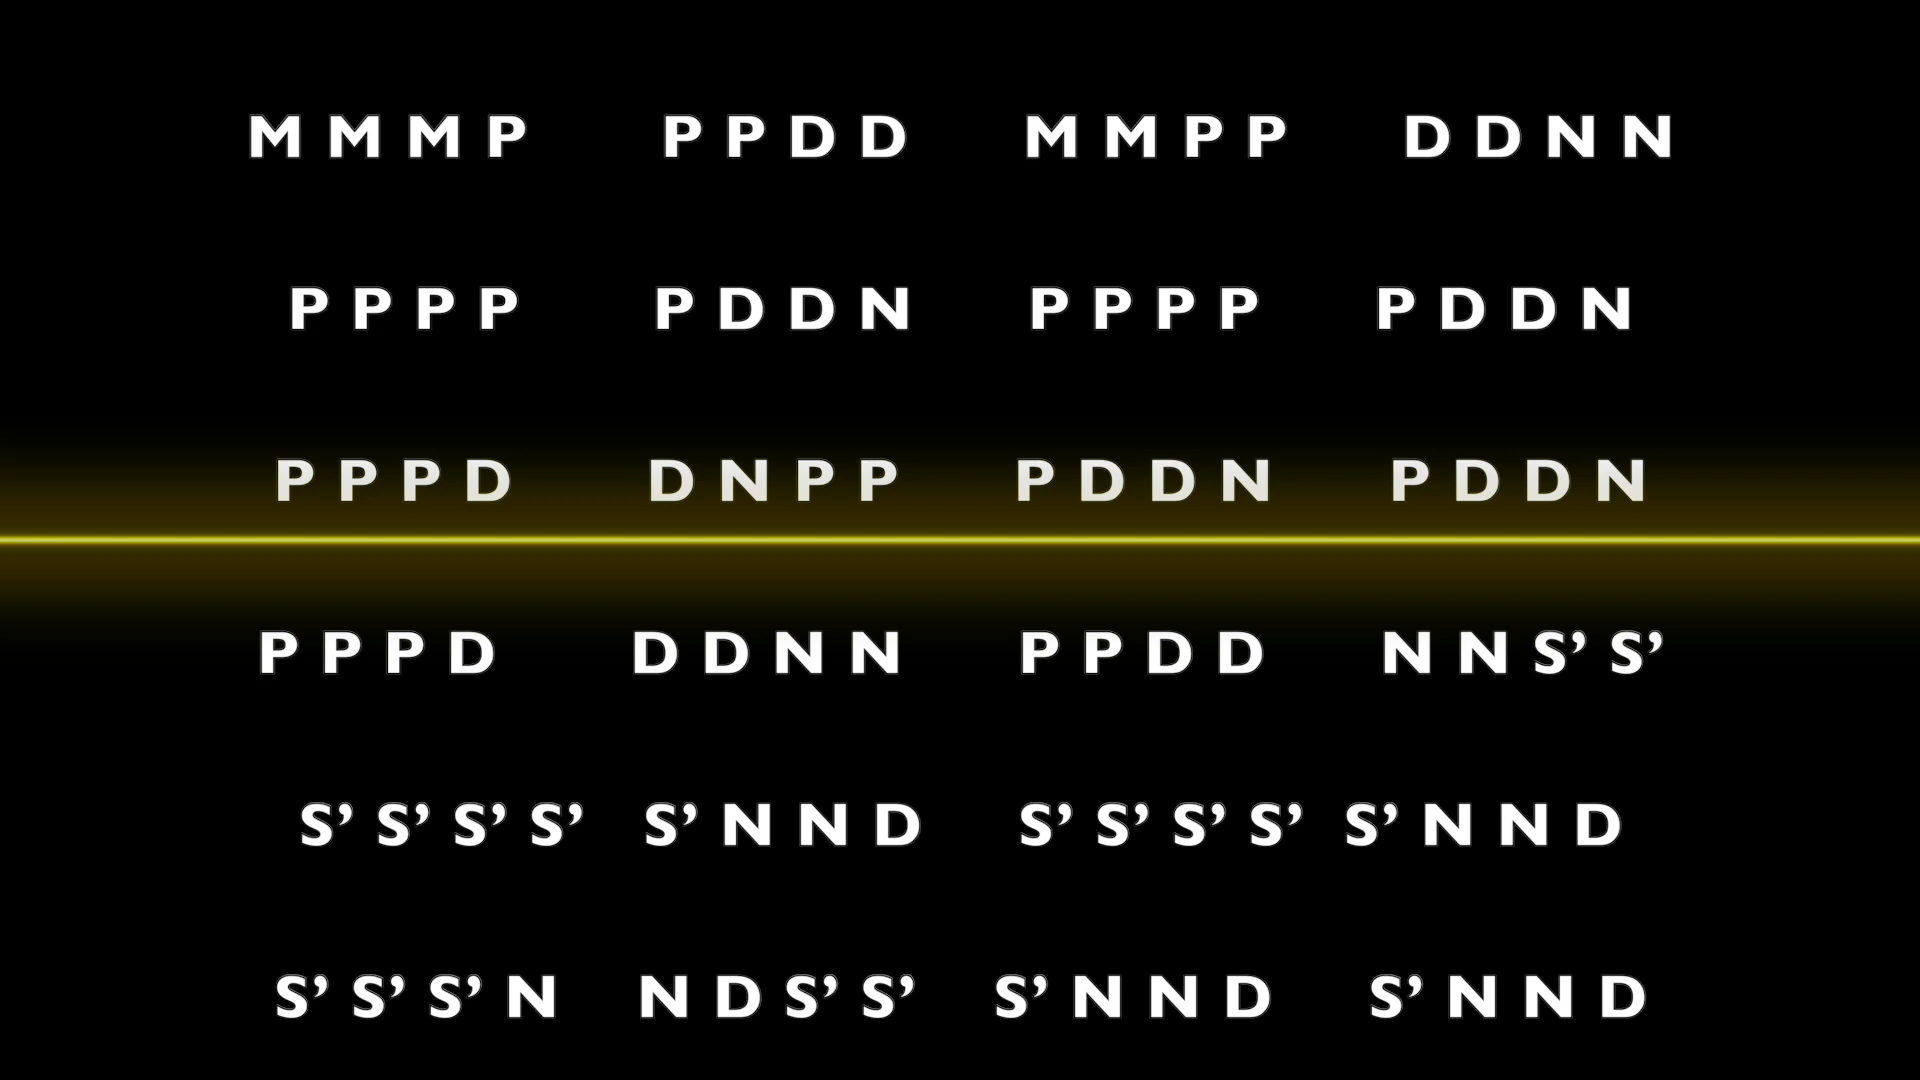 M M M P P P D D M M P P D D N N
P P P P P D D N P P P P P D D N
P P P D D N P P P D D N P D D N
P P P D D D N N P P D D N N S’ S’
S’ S’ S’ S’ S’ N N D S’ S’ S’ S’ S’ N N D
S’ S’ S’ N N D S’ S’ S’ N N D S’ N N D